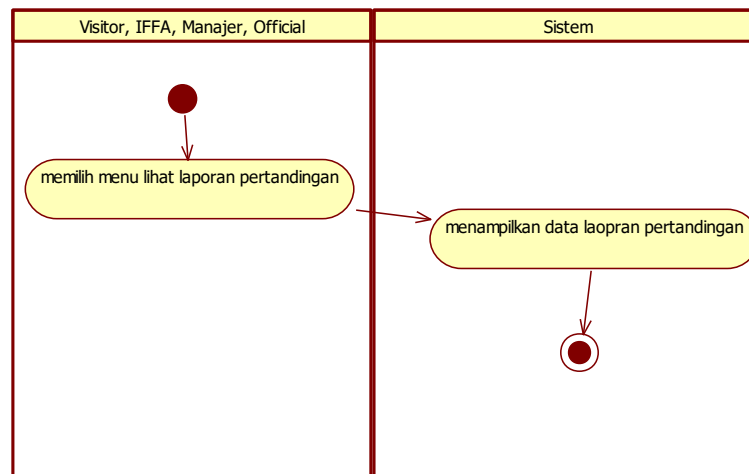 Visitor, IFFA, Manajer, Official
Sistem
memilih menu lihat laporan pertandingan
menampilkan data laopran pertandingan